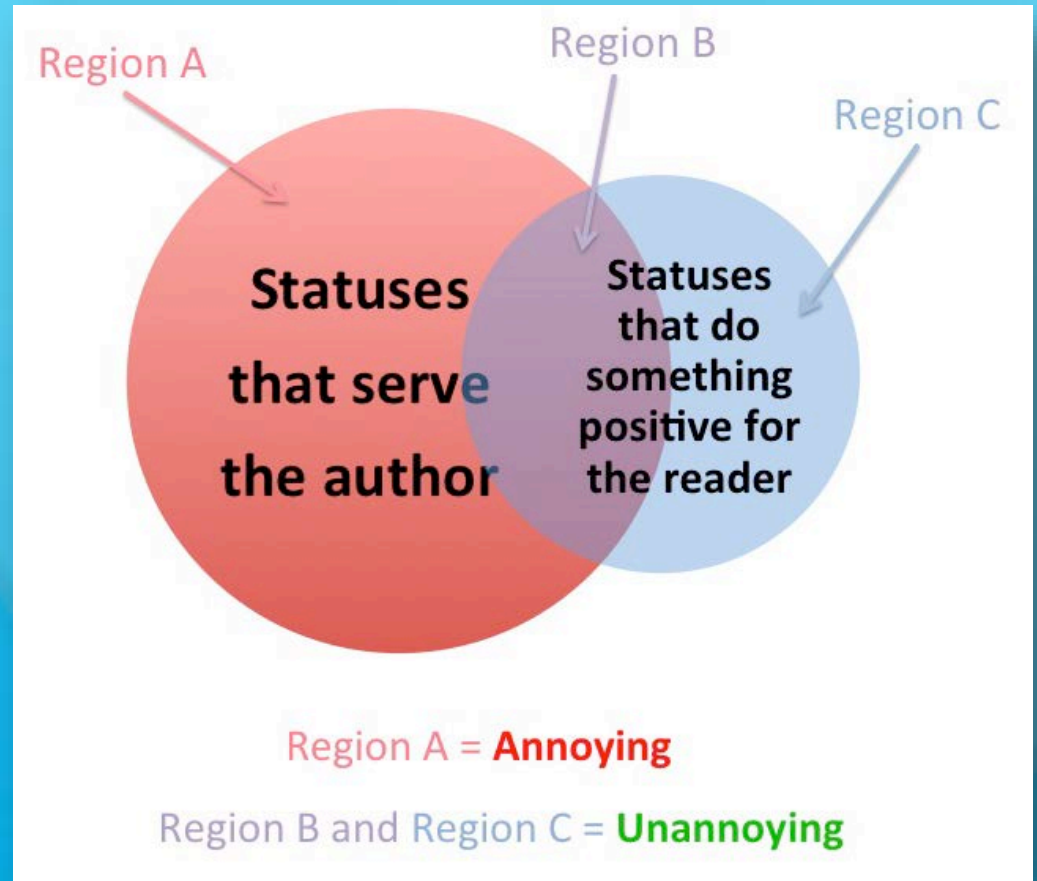 Region A
Region B
Region C
Statuses
that serve
the author
Statuses
that do
something
positive for
the reader
Region A = Annoying
Region B and Region C = Unannoying